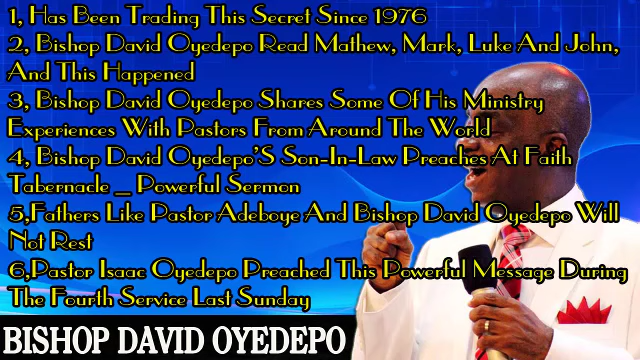 1, Has Been Trading This Secret Since 1976
2, Bishop David Oyedepo Read Mathew, Mark, Luke And John,
And This Happened
3, Bishop David Oyedepo Shares Some Of His Ministry
Experiences With Pastors From Around The World
4, Bishop David Oyedepo'S Son-In-Law Preaches At Faith
Tabernacle _ Powerful Sermon
5,Fathers Like Pastor Adeboye And Bishop David Oyedepo Will
Not Rest
6,Pastor Isaac Oyedepo Preached This Powerful Message During
The Fourth Service Last Sunday
BISHOP DAVID OYEDEPO